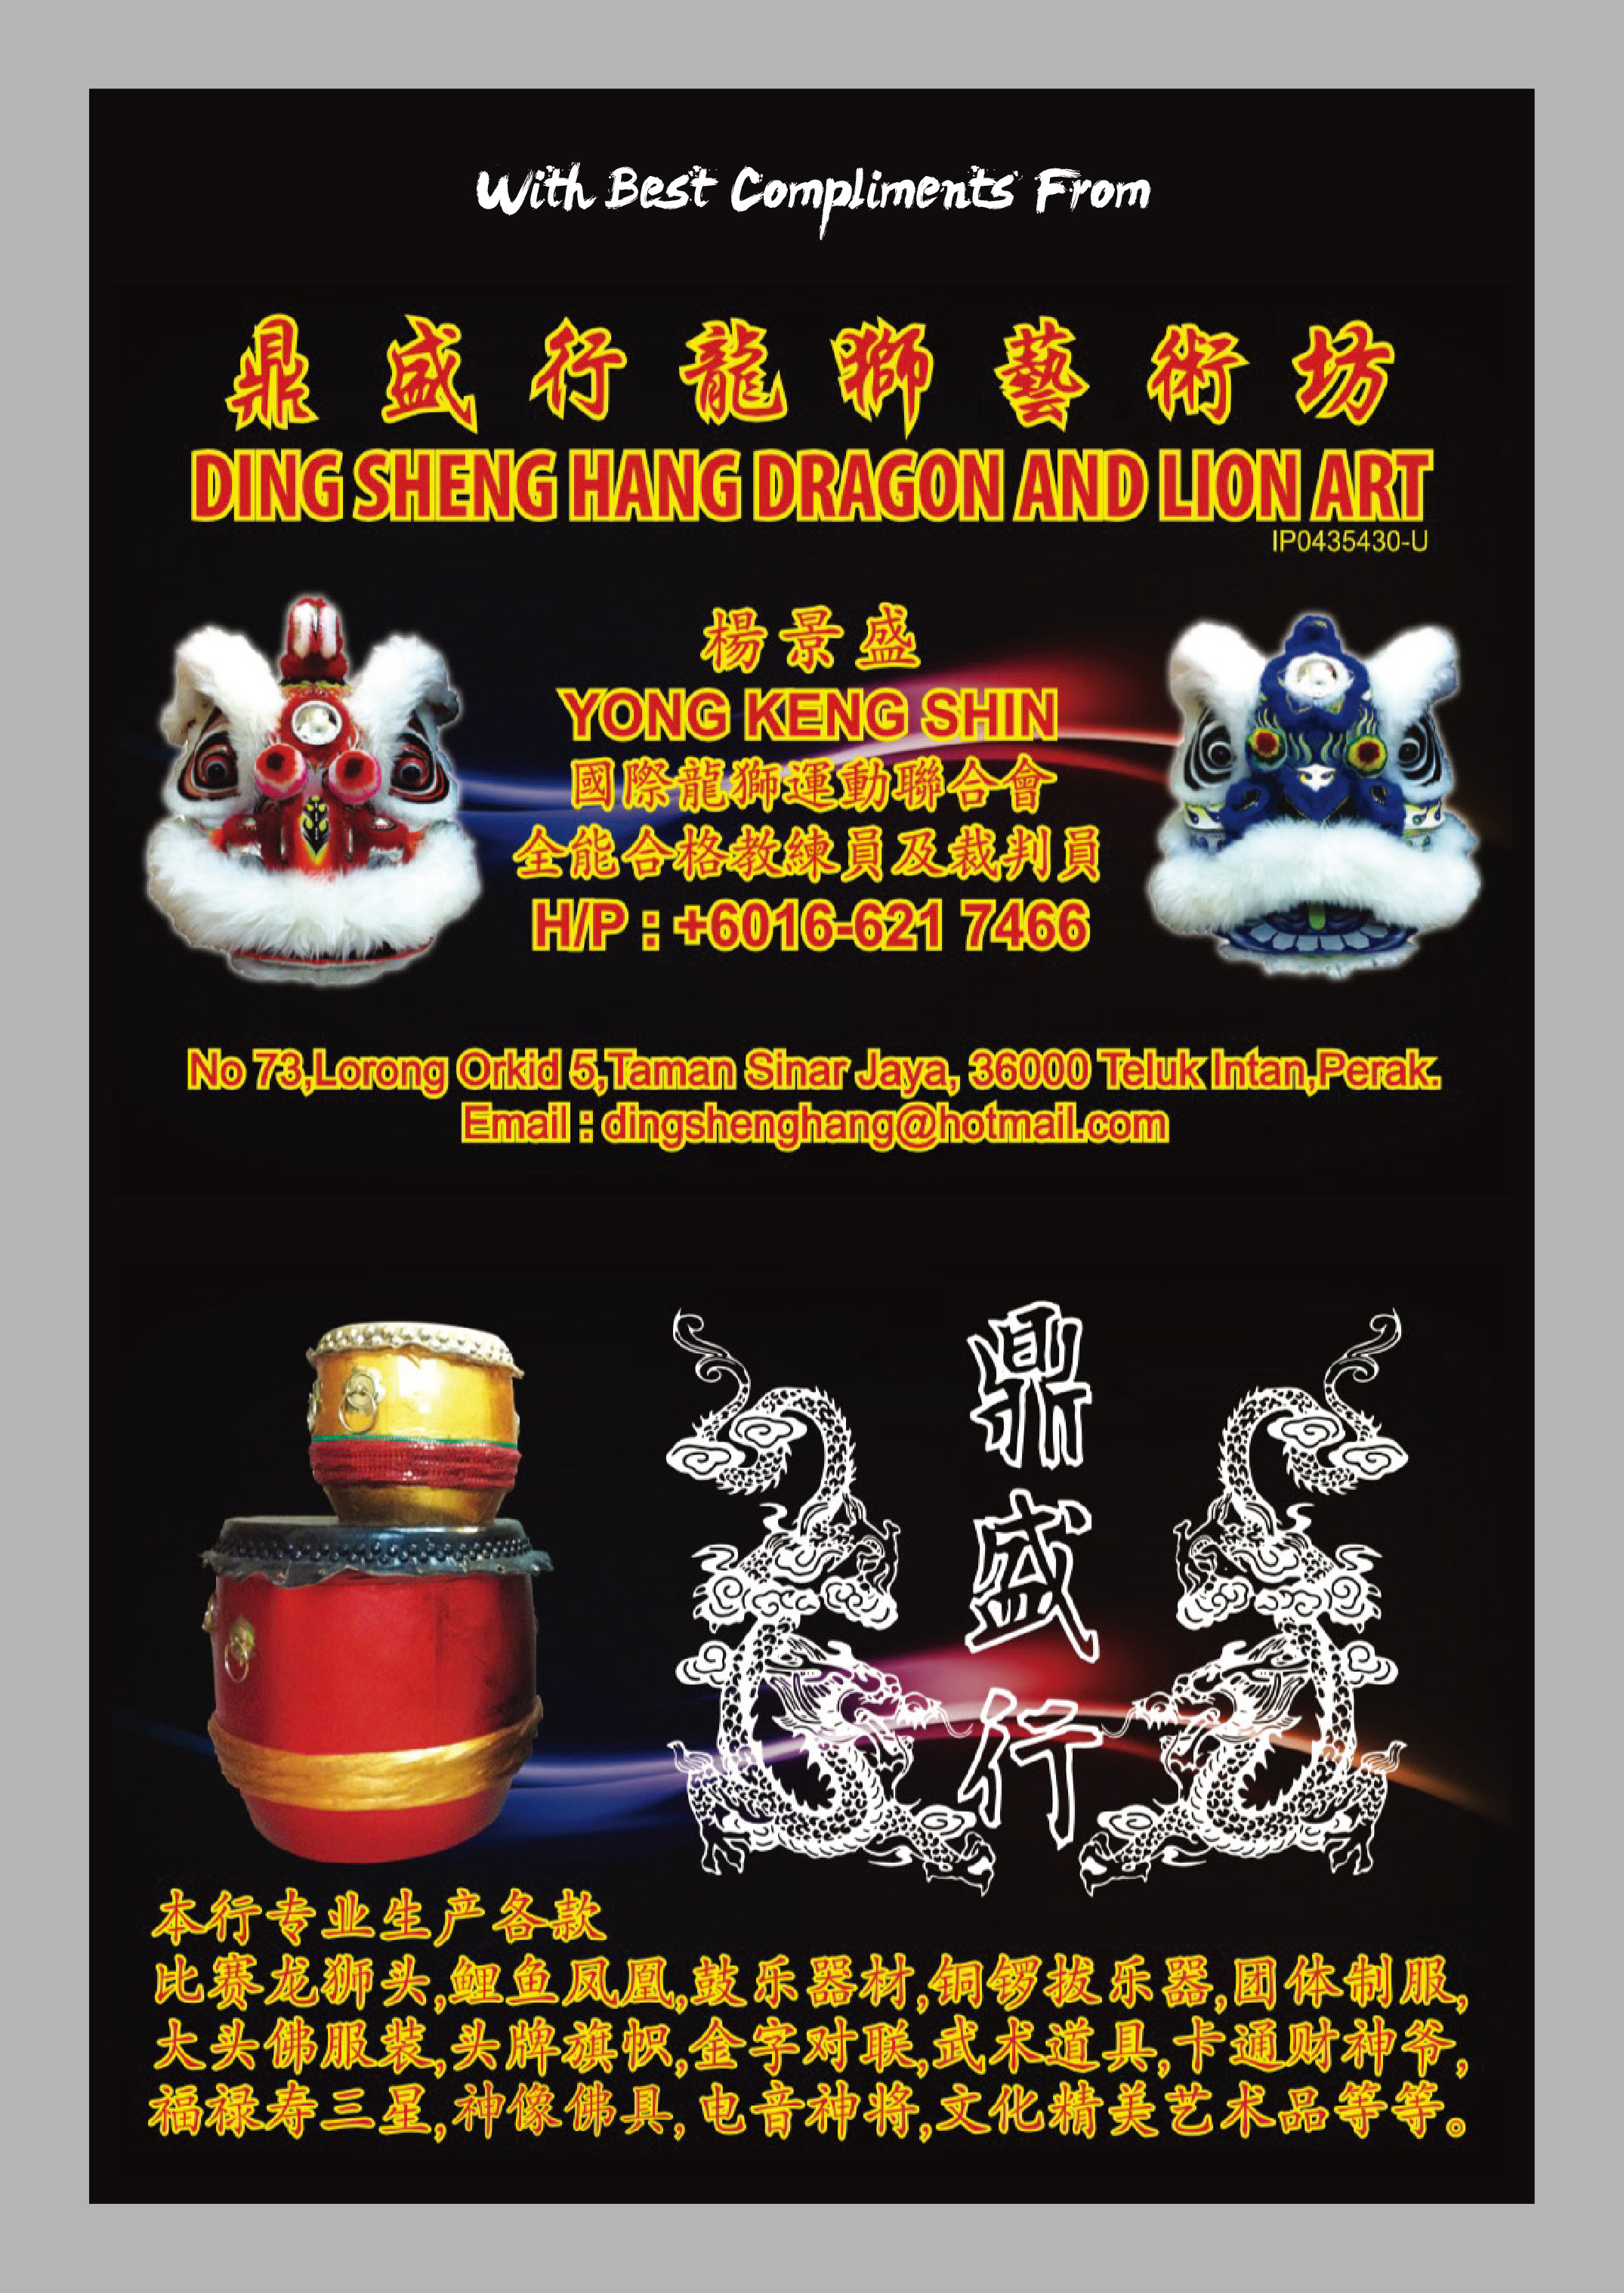 With Best Compliments From
鼎盛行龍獅藝術坊
DING SHENG HANG DRAGON AND LION ART
IP0435430-U
楊景盛
YONG KENG SHIN
國際龍獅運動聯合會
全能合格教練員及裁判員
H/P : +6016-621 7466
No 73,Lorong Orkid 5,Taman Sinar Jaya, 36000 Teluk Intan,Perak.
Email : dingshenghang@hotmail.com
鼎盛行
本行专业生产各款
比赛龙狮头,鲤鱼凤凰,鼓乐器材,铜锣拔乐器,团体制服,
大头佛服装,头牌旗帜,金字对联,武术道具,卡通财神爷,
福禄寿三星,神像佛具,电音神将,文化精美艺术品等等。